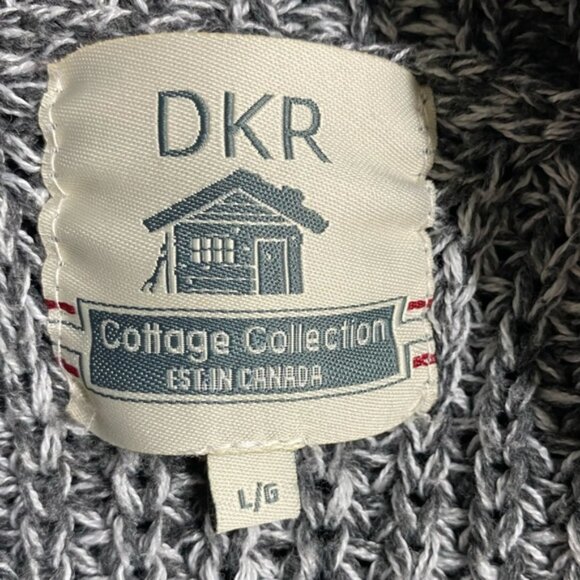 DKR
Cottage Collection
EST. IN CANADA
L/G